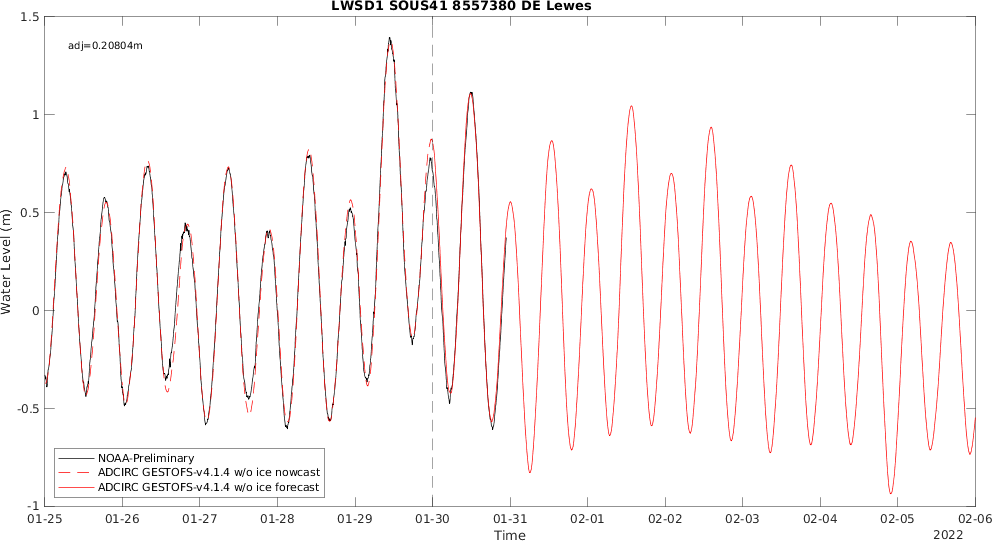 LWSD1 SOUS41 8557380 DE Lewes
adj=0.20804m
Water Level (m)
1.5
1
0.5
0
-0.5
-1
NOAA-Preliminary
ADCIRC GESTOFS-v4.1.4 w/o ice nowcast
ADCIRC GESTOFS-v4.1.4 w/o ice forecast
01-25 01-26 01-27 01-28 01-29 01-30 01-31 02-01 02-02 02-03 02-04 02-05 02-06
Time
2022